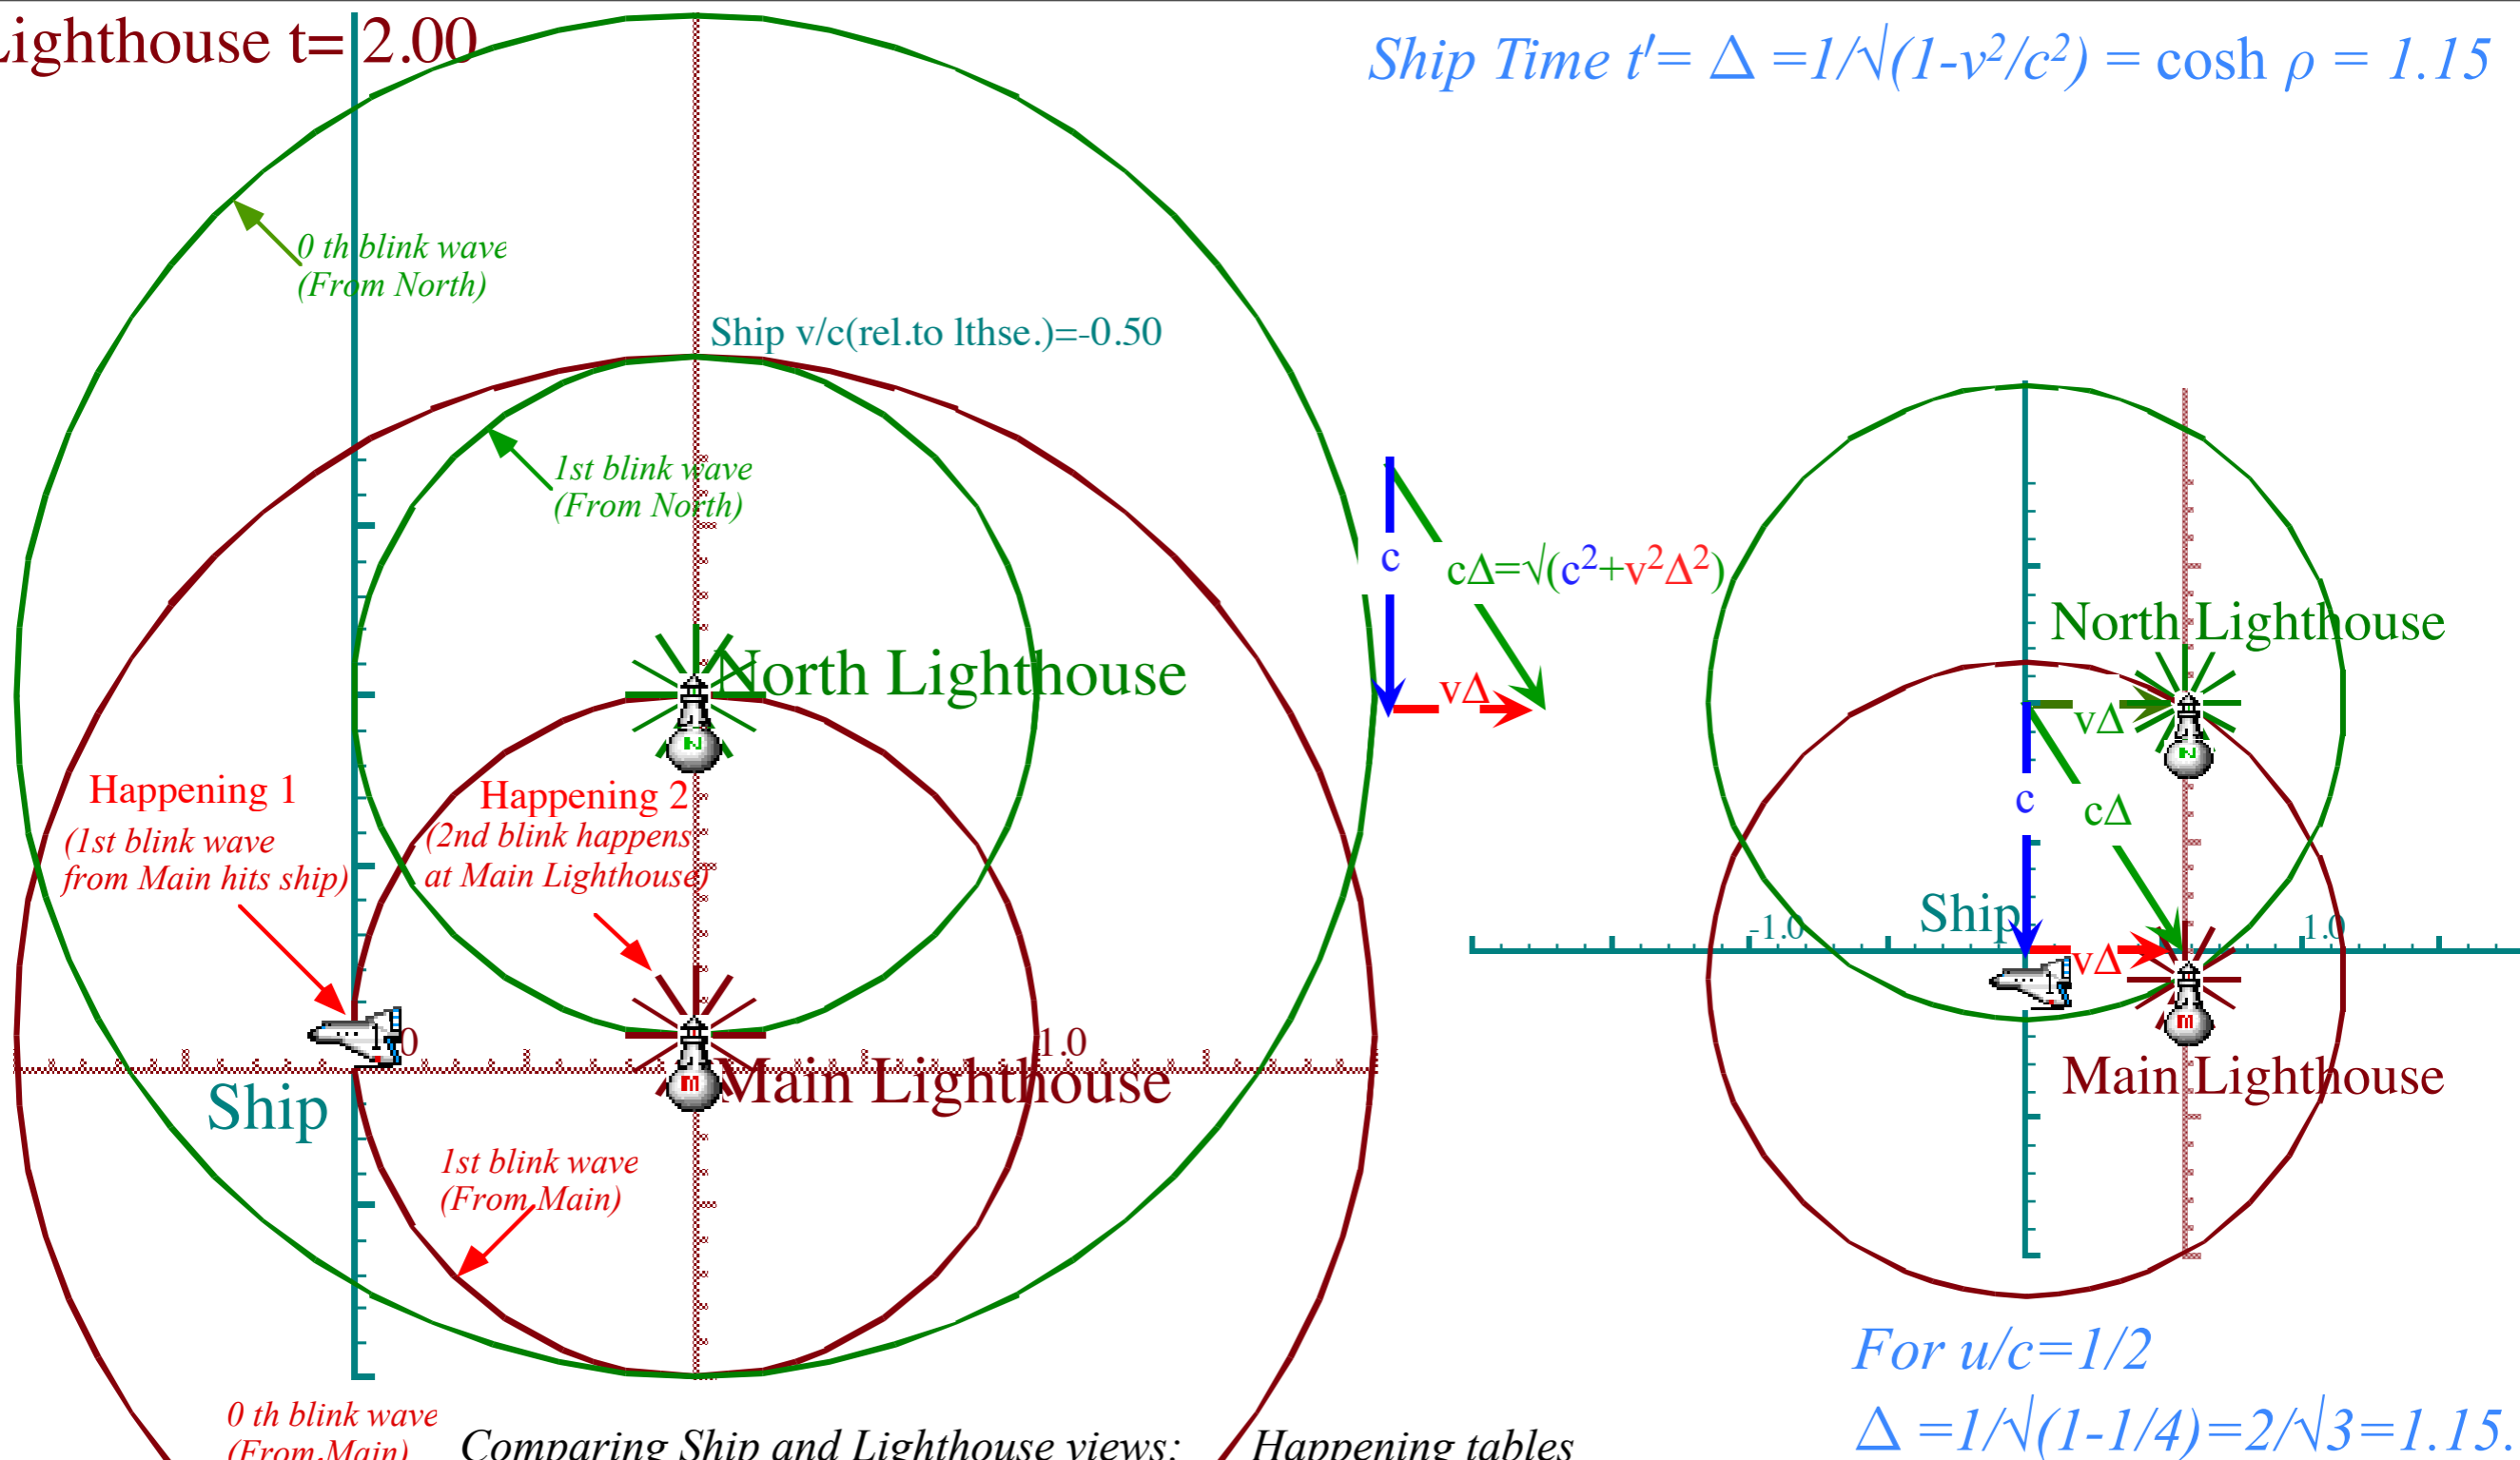 Lighthouse t= 2.00
Ship Time t′= Δ =1/√(1-v²/c²) = cosh ρ = 1.15
0 th blink wave
(From North)
Ship v/c(rel.to lthse.)=-0.50
1st blink wave
(From North)
c
cΔ=√(c²+v²Δ²)
vΔ
North Lighthouse
North Lighthouse
vΔ
c
cΔ
Happening 1
(1st blink wave
from Main hits ship)
Happening 2
(2nd blink happens
at Main Lighthouse)
N
N
Ship
-1.0
1.0
vΔ
0
1.0
M
M
Ship
Main Lighthouse
Main Lighthouse
1st blink wave
(From Main)
For u/c=1/2
Δ =1/√(1-1/4)=2/√3=1.15.
0 th blink wave
(From Main)
Comparing Ship and Lighthouse views: Happening tables